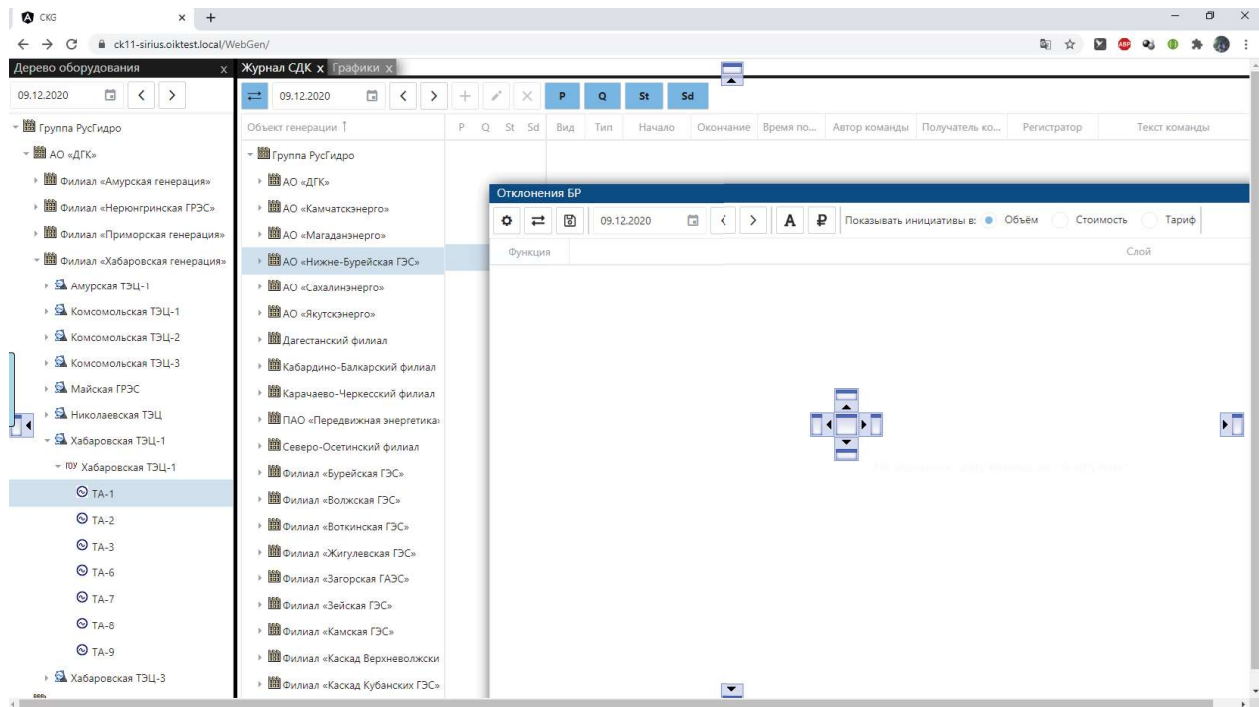 CKG
ck11-sirius.oiktest.local/WebGen/
Дерево оборудования x
Журнал СДК x Графики x
09.12.2020
09.12.2020 P Q St Sd
Группа РусГидро
АО «ДГК»
Филиал «Амурская генерация»
Филиал «Нерюнгринская ГРЭС»
Филиал «Приморская генерация»
Филиал «Хабаровская генерация»
Амурская ТЭЦ-1
Комсомольская ТЭЦ-1
Комсомольская ТЭЦ-2
Комсомольская ТЭЦ-3
Майская ГРЭС
Николаевская ТЭЦ
Хабаровская ТЭЦ-1
ГОУ Хабаровская ТЭЦ-1
ТА-1
ТА-2
ТА-3
ТА-6
ТА-7
ТА-8
ТА-9
Хабаровская ТЭЦ-3
Объект генерации P Q St Sd Вид Тип Начало Окончание Время по... Автор команды Получатель ко... Регистратор Текст команды
Группа РусГидро
АО «ДГК»
АО «Камчатскэнерго»
АО «Магаданэнерго»
АО «Нижне-Бурейская ГЭС»
АО «Сахалинэнерго»
АО «Якутскэнерго»
Дагестанский филиал
Кабардино-Балкарский филиал
Карачаево-Черкесский филиал
ПАО «Передвижная энергетика»
Северо-Осетинский филиал
Филиал «Бурейская ГЭС»
Филиал «Волжская ГЭС»
Филиал «Воткинская ГЭС»
Филиал «Жигулевская ГЭС»
Филиал «Загорская ГАЭС»
Филиал «Зейская ГЭС»
Филиал «Камская ГЭС»
Филиал «Каскад Верхневолжски
Филиал «Каскад Кубанских ГЭС»
Отклонения БР
09.12.2020 A ₽ Показывать инициативы в: Объём Стоимость Тариф
Функция Слой